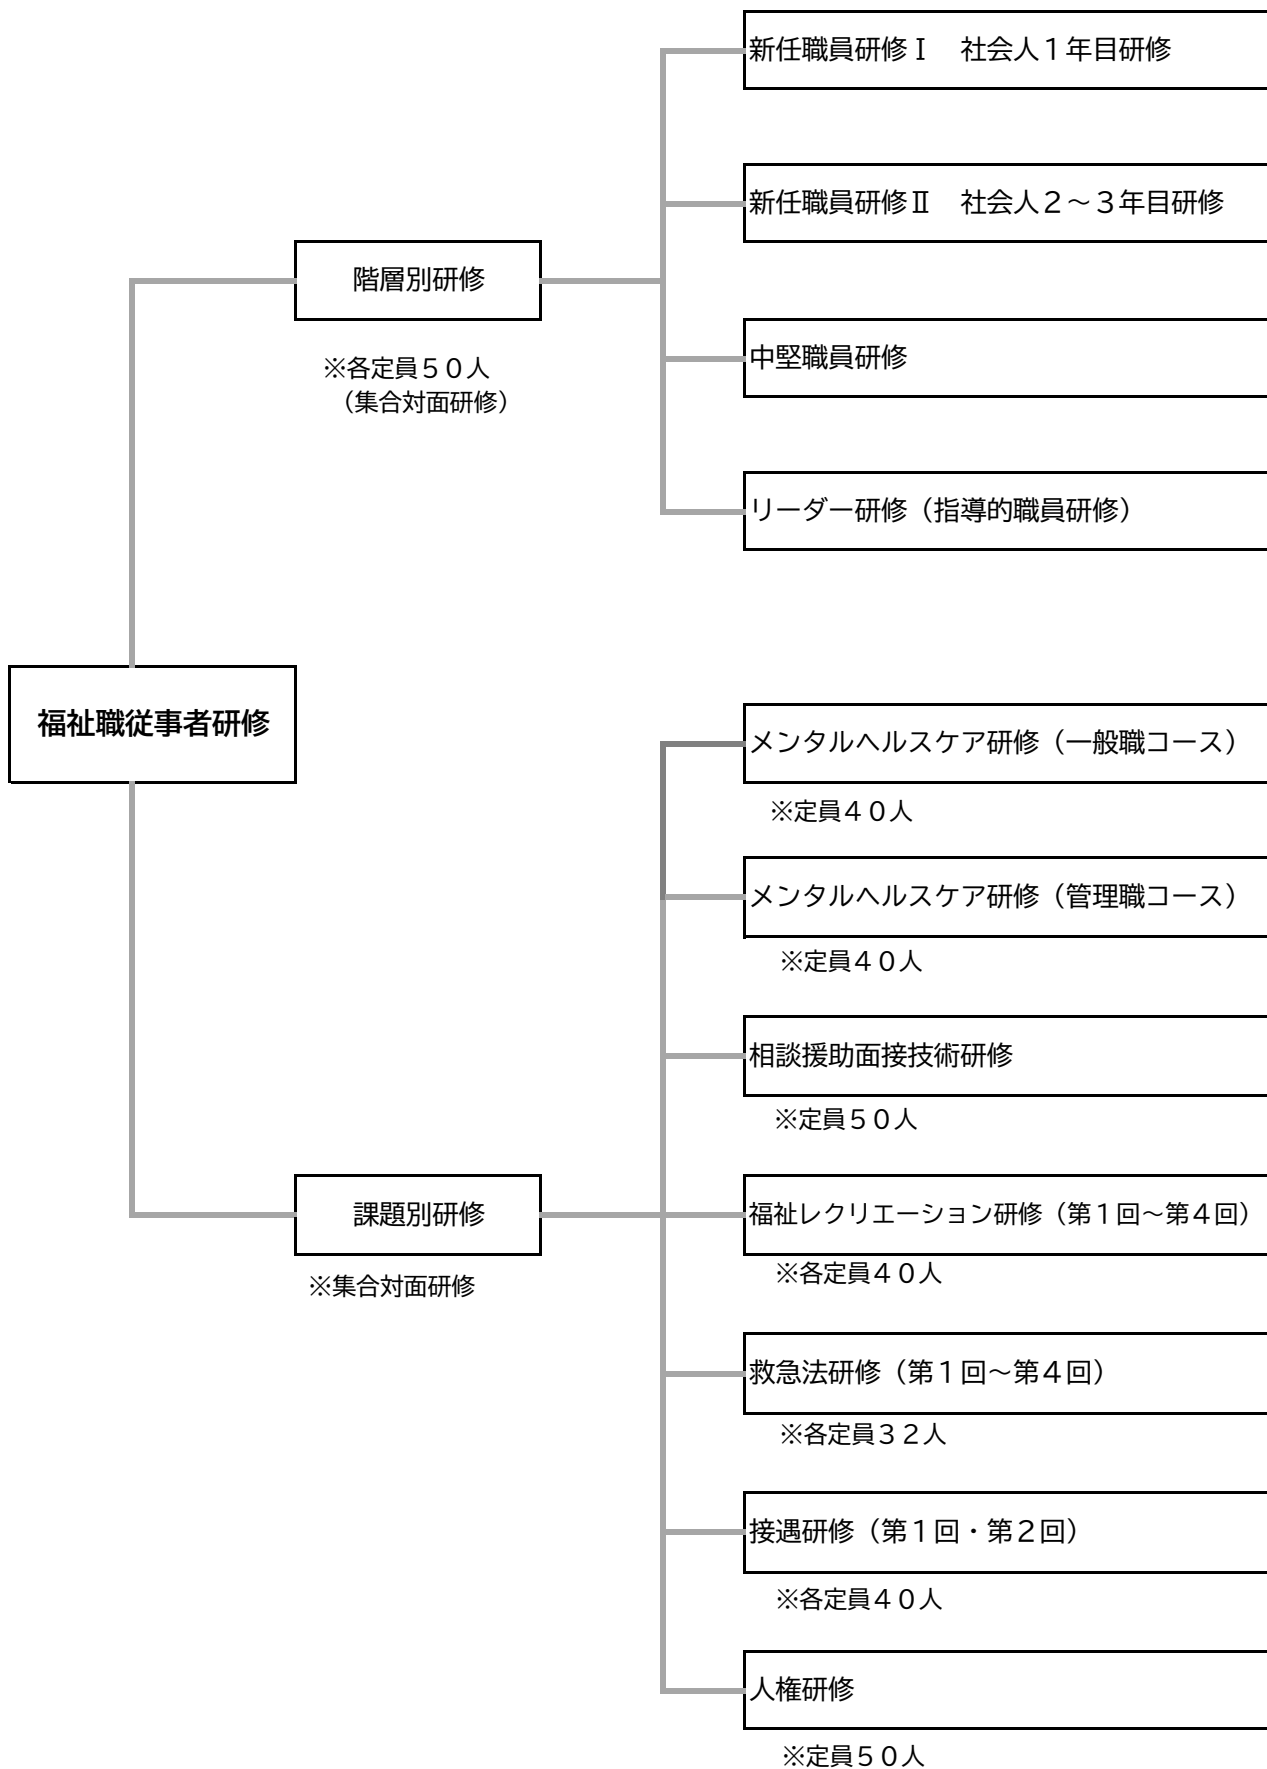 福祉職従事者研修
階層別研修
※各定員５０人
（集合対面研修）
新任職員研修Ⅰ　社会人１年目研修
新任職員研修Ⅱ　社会人２～３年目研修
中堅職員研修
リーダー研修（指導的職員研修）
課題別研修
※集合対面研修
メンタルヘルスケア研修（一般職コース）
※定員４０人
メンタルヘルスケア研修（管理職コース）
※定員４０人
相談援助面接技術研修
※定員５０人
福祉レクリエーション研修（第１回～第４回）
※各定員４０人
救急法研修（第１回～第４回）
※各定員３２人
接遇研修（第１回・第２回）
※各定員４０人
人権研修
※定員５０人